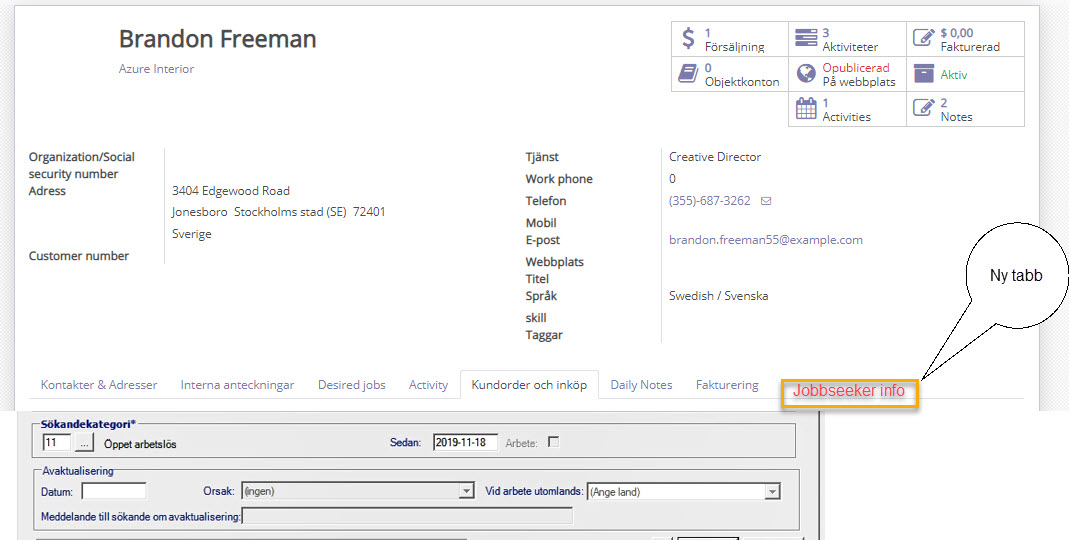 Brandon Freeman
Azure Interior
1
Försäljning
3
Aktiviteter
$ 0,00
Fakturerad
0
Objektkonton
Opublicerad
På webbplats
Aktiv
1
Activities
2
Notes
Organization/Social
security number
Adress
3404 Edgewood Road
Jonesboro Stockholms stad (SE) 72401
Sverige
Customer number
Tjänst Creative Director
Work phone 0
Telefon (355)-687-3262
Mobil
E-post brandon.freeman55@example.com
Webbplats
Titel
Språk Swedish / Svenska
skill
Taggar
Ny tabb
Kontakter & Adresser Interna anteckningar Desired jobs Activity Kundorder och inköp Daily Notes Fakturering Jobbseeker info
Sökandekategori*
11 ... Öppet arbetslös Sedan: 2019-11-18 Arbete:
Avaktualisering
Datum: Orsak: (ingen) Vid arbete utomlands: (Ange land)
Meddelande till sökande om avaktualisering: